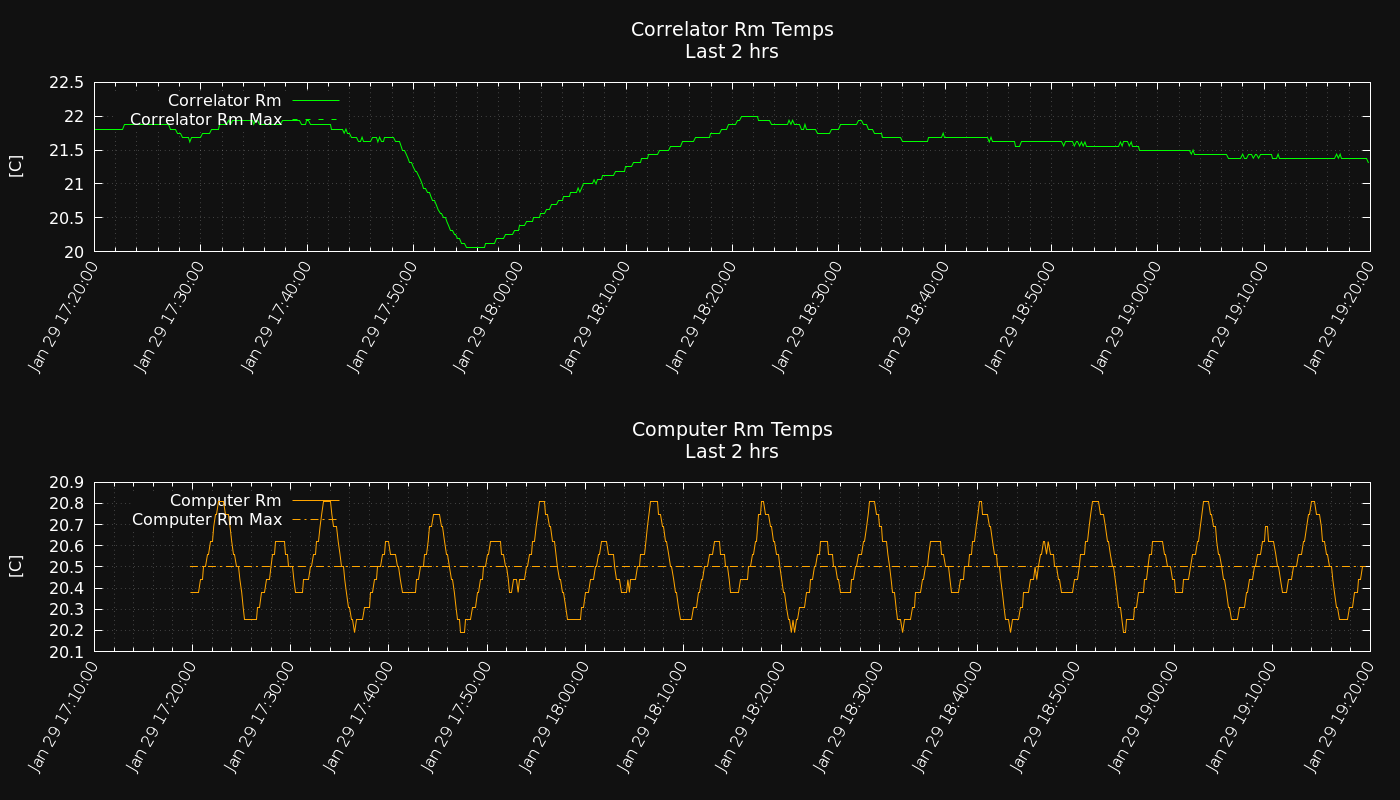 Correlator Rm Temps
Last 2 hrs
22.5
22
21.5
21
20.5
20
[C]
Correlator Rm
Correlator Rm Max
Jan 29 17:20:00
Jan 29 17:30:00
Jan 29 17:40:00
Jan 29 17:50:00
Jan 29 18:00:00
Jan 29 18:10:00
Jan 29 18:20:00
Jan 29 18:30:00
Jan 29 18:40:00
Jan 29 18:50:00
Jan 29 19:00:00
Jan 29 19:10:00
Jan 29 19:20:00
Computer Rm Temps
Last 2 hrs
20.9
20.8
20.7
20.6
20.5
20.4
20.3
20.2
20.1
[C]
Computer Rm
Computer Rm Max
Jan 29 17:10:00
Jan 29 17:20:00
Jan 29 17:30:00
Jan 29 17:40:00
Jan 29 17:50:00
Jan 29 18:00:00
Jan 29 18:10:00
Jan 29 18:20:00
Jan 29 18:30:00
Jan 29 18:40:00
Jan 29 18:50:00
Jan 29 19:00:00
Jan 29 19:10:00
Jan 29 19:20:00